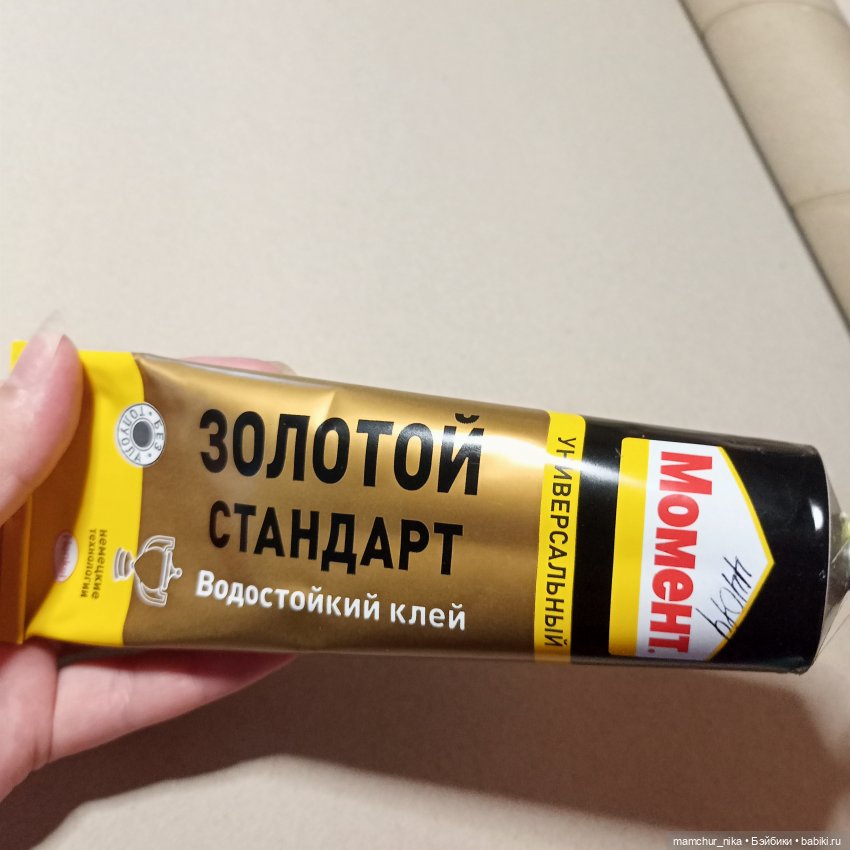 ЗОЛОТОЙ
СТАНДАРТ
Водостойкий клей
УНИВЕРСАЛЬНЫЙ
Момент
БЕЗ ТОЛУОЛА
немецкие
технологии
mamchur_nika • Бэйбики • babiki.ru